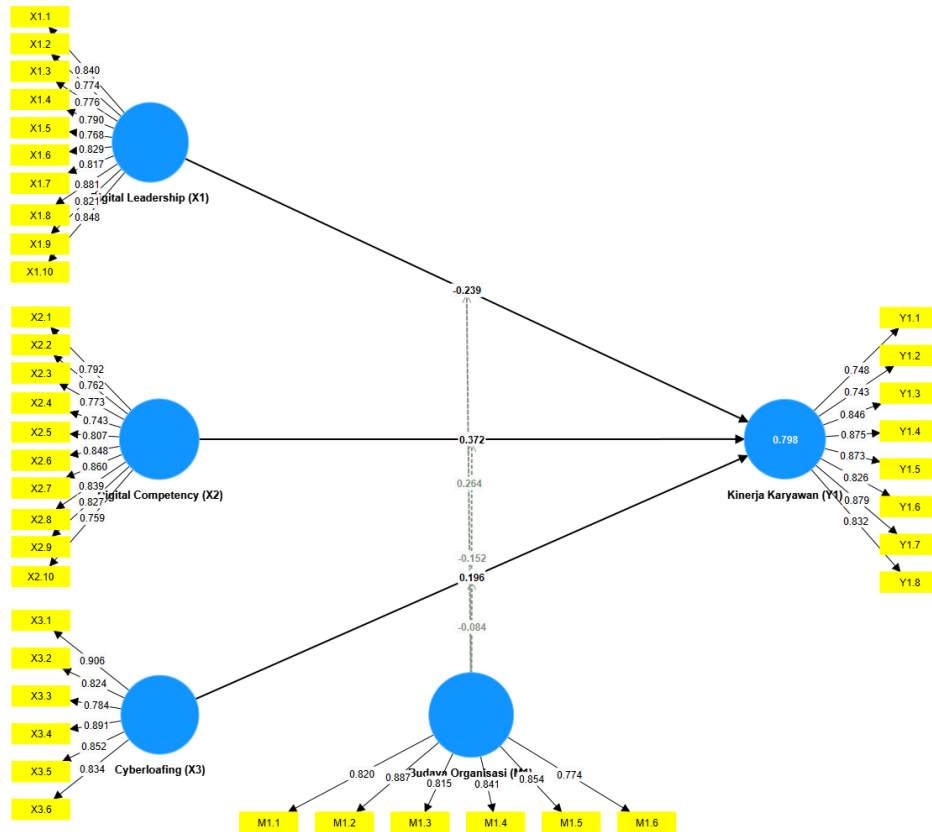 X1.1
X1.2
X1.3
X1.4
X1.5
X1.6
X1.7
X1.8
X1.9
X1.10
0.840
0.774
0.776
0.790
0.768
0.829
0.817
0.881
0.821
0.848
igital Leadership (X1)
-0.239
X2.1
X2.2
X2.3
X2.4
X2.5
X2.6
X2.7
X2.8
X2.9
X2.10
0.792
0.762
0.773
0.743
0.807
0.848
0.860
0.839
0.827
0.759
igital Competency (X2)
0.372
0.264
-0.152
0.196
-0.084
Y1.1
Y1.2
Y1.3
Y1.4
Y1.5
Y1.6
Y1.7
Y1.8
0.748
0.743
0.846
0.875
0.873
0.826
0.879
0.832
0.798
Kinerja Karyawan (Y1)
X3.1
X3.2
X3.3
X3.4
X3.5
X3.6
0.906
0.824
0.784
0.891
0.852
0.834
Cyberloafing (X3)
Budaya Organisasi (M1)
0.820
0.887
0.815
0.841
0.854
0.774
M1.1
M1.2
M1.3
M1.4
M1.5
M1.6